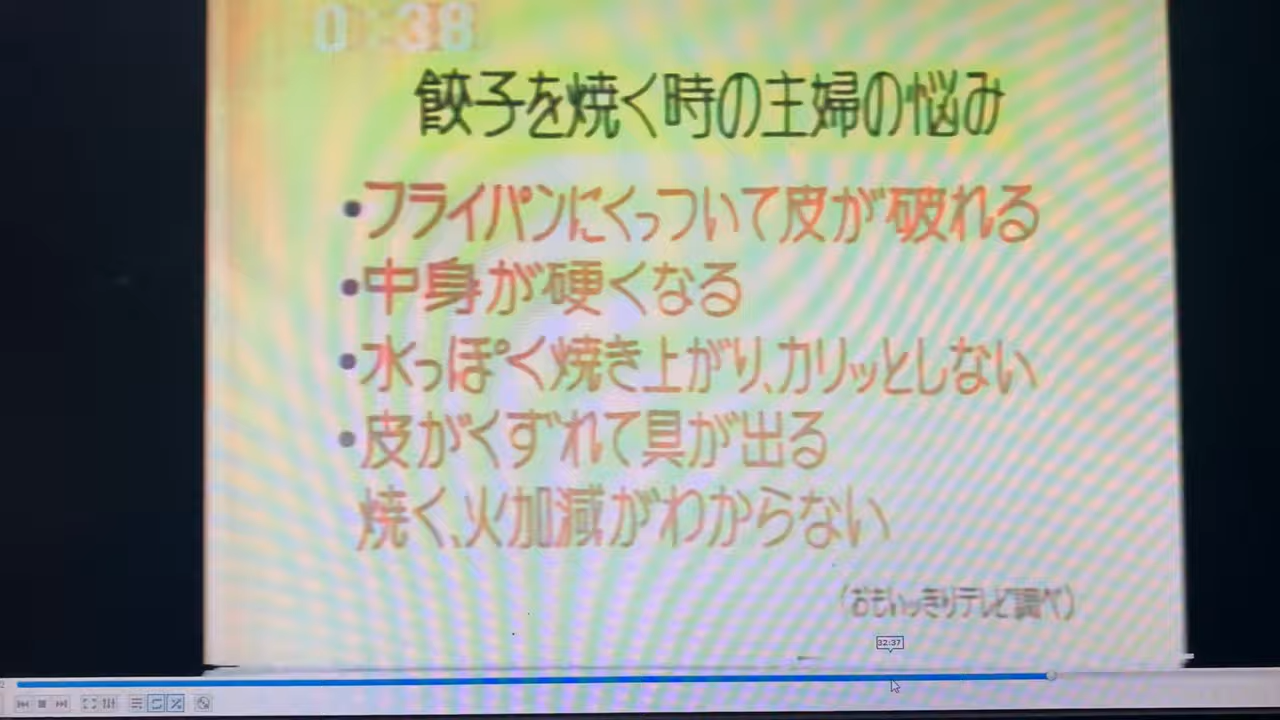 0:38
餃子を焼く時の主婦の悩み
•フライパンにくっついて皮が破れる
•中身が硬くなる
•水っぽく焼き上がり、カリッとしない
•皮がくずれて具が出る
焼く、火加減がわからない
(おもいッきりテレビ調べ)
32:37